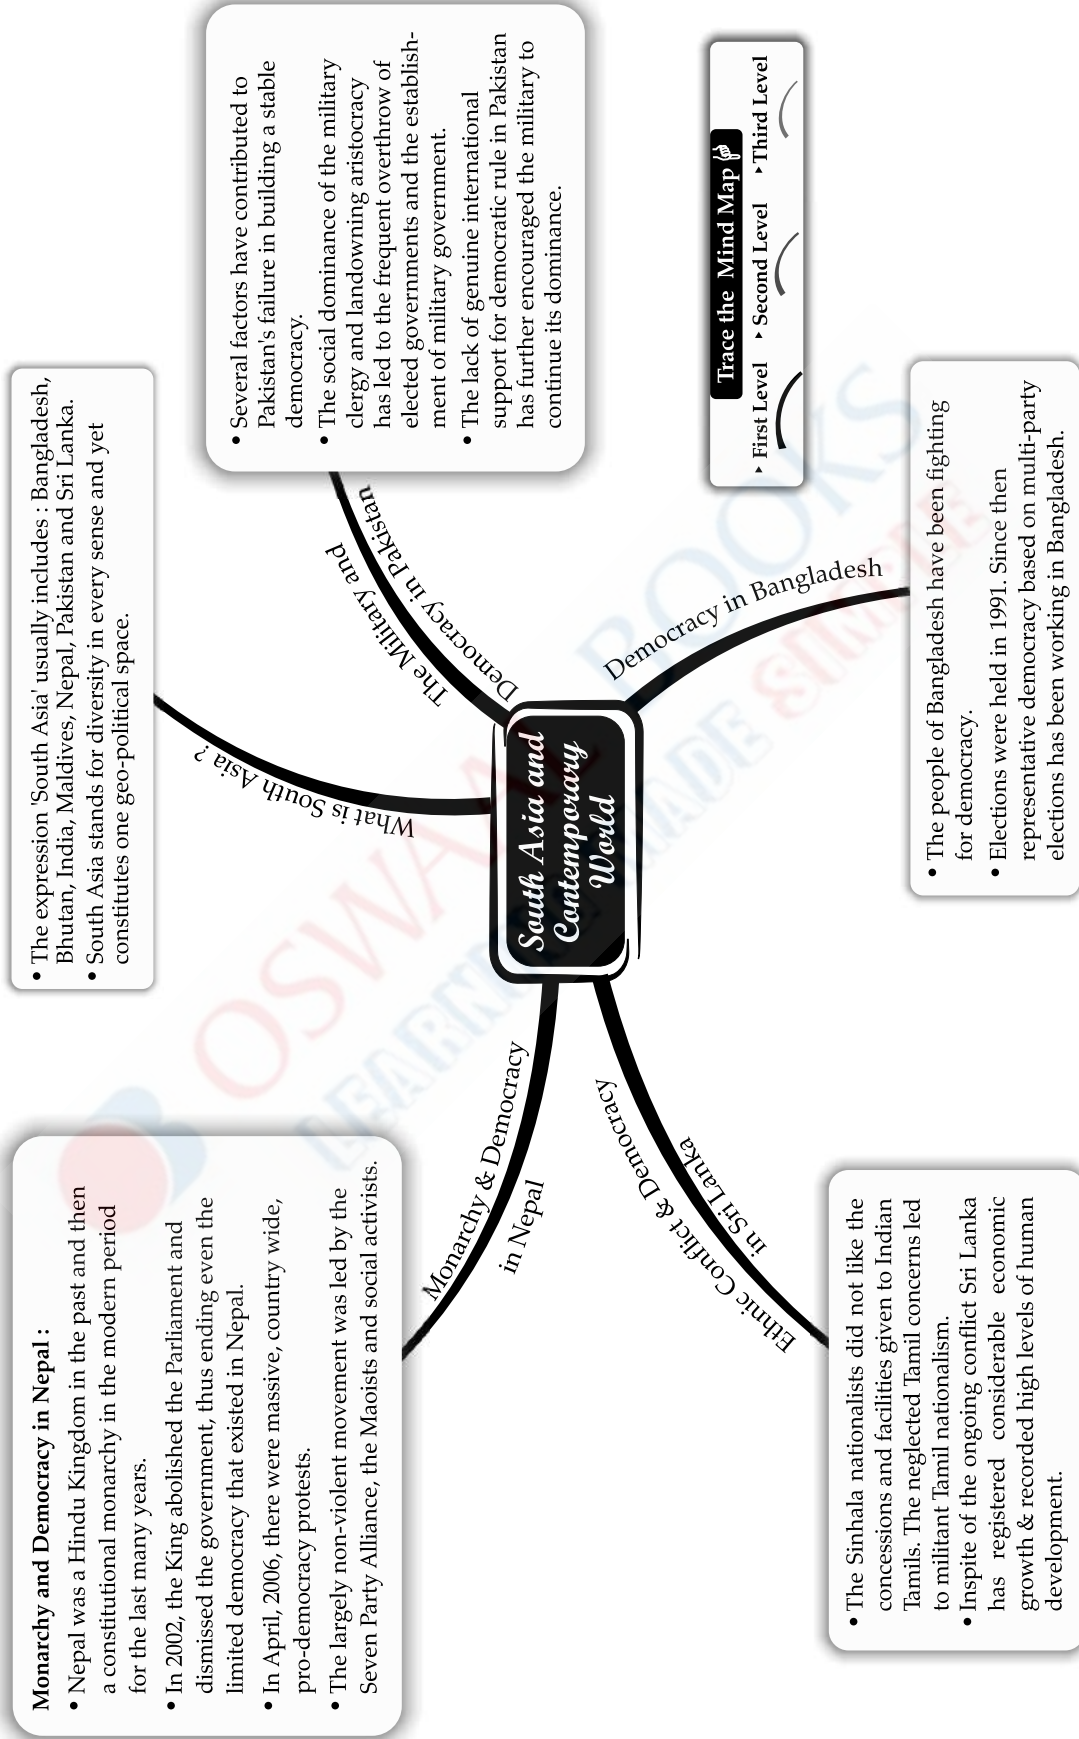 Monarchy and Democracy in Nepal :
• Nepal was a Hindu Kingdom in the past and then
a constitutional monarchy in the modern period
for the last many years.
• In 2002, the King abolished the Parliament and
dismissed the government, thus ending even the
limited democracy that existed in Nepal.
• In April, 2006, there were massive, country wide,
pro-democracy protests.
• The largely non-violent movement was led by the
Seven Party Alliance, the Maoists and social activists.
Monarchy & Democracy
in Nepal
• The expression 'South Asia' usually includes : Bangladesh,
Bhutan, India, Maldives, Nepal, Pakistan and Sri Lanka.
• South Asia stands for diversity in every sense and yet
constitutes one geo-political space.
What is South Asia ?
• Several factors have contributed to
Pakistan's failure in building a stable
democracy.
• The social dominance of the military
clergy and landowning aristocracy
has led to the frequent overthrow of
elected governments and the establish-
ment of military government.
• The lack of genuine international
support for democratic rule in Pakistan
has further encouraged the military to
continue its dominance.
The Military and
Democracy in Pakistan
South Asia and
Contemporary
World
Ethnic Conflict & Democracy
in Sri Lanka
• The Sinhala nationalists did not like the
concessions and facilities given to Indian
Tamils. The neglected Tamil concerns led
to militant Tamil nationalism.
• Inspite of the ongoing conflict Sri Lanka
has registered considerable economic
growth & recorded high levels of human
development.
Democracy in Bangladesh
• The people of Bangladesh have been fighting
for democracy.
• Elections were held in 1991. Since then
representative democracy based on multi-party
elections has been working in Bangladesh.
Trace the Mind Map
First Level Second Level Third Level
OSWAAL BOOKS
LEARNING MADE SIMPLE